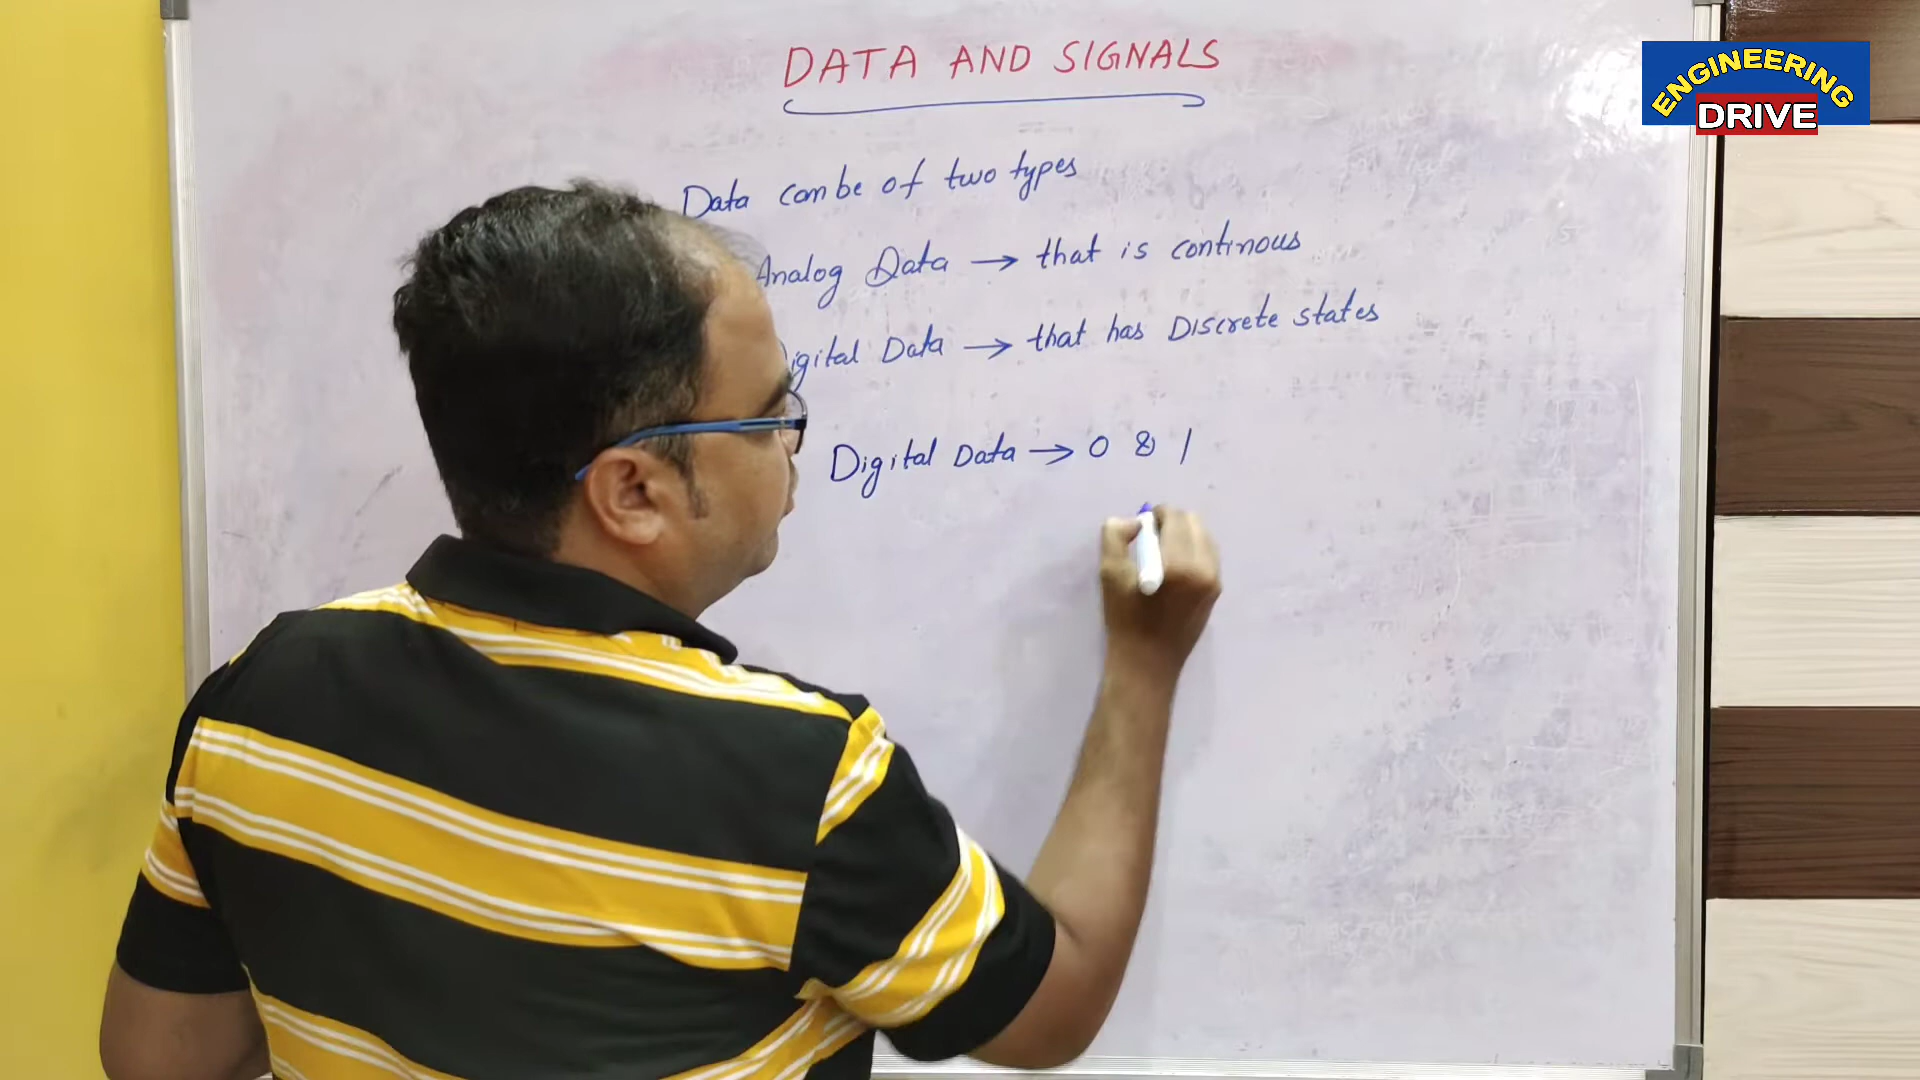 DATA AND SIGNALS
ENGINEERING
DRIVE
Data can be of two types
Analog Data → that is continous
igital Data → that has Discrete states
Digital Data → 0 & 1